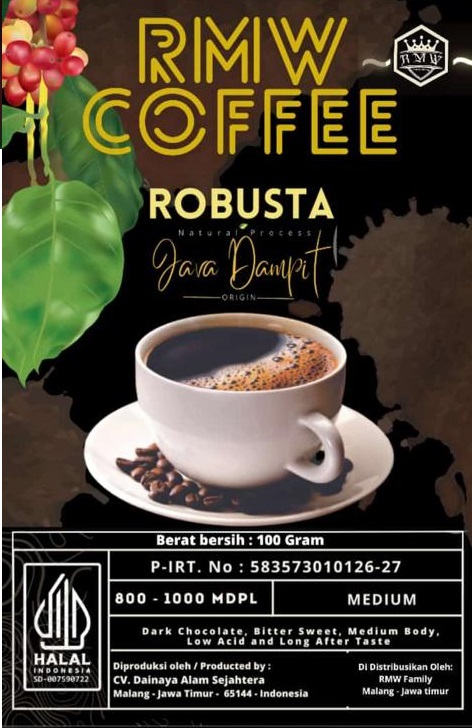 RMW
COFFEE
RMW
ROBUSTA
Natural Process
Java Dampit
ORIGIN
Berat bersih : 100 Gram
P-IRT. No : 583573010126-27
800 - 1000 MDPL
MEDIUM
Dark Chocolate, Bitter Sweet, Medium Body,
Low Acid and Long After Taste
HALAL
INDONESIA
SD-007590722
Diproduksi oleh / Producted by :
CV. Dainaya Alam Sejahtera
Malang - Jawa Timur - 65144 - Indonesia
Di Distribusikan Oleh:
RMW Family
Malang - Jawa timur